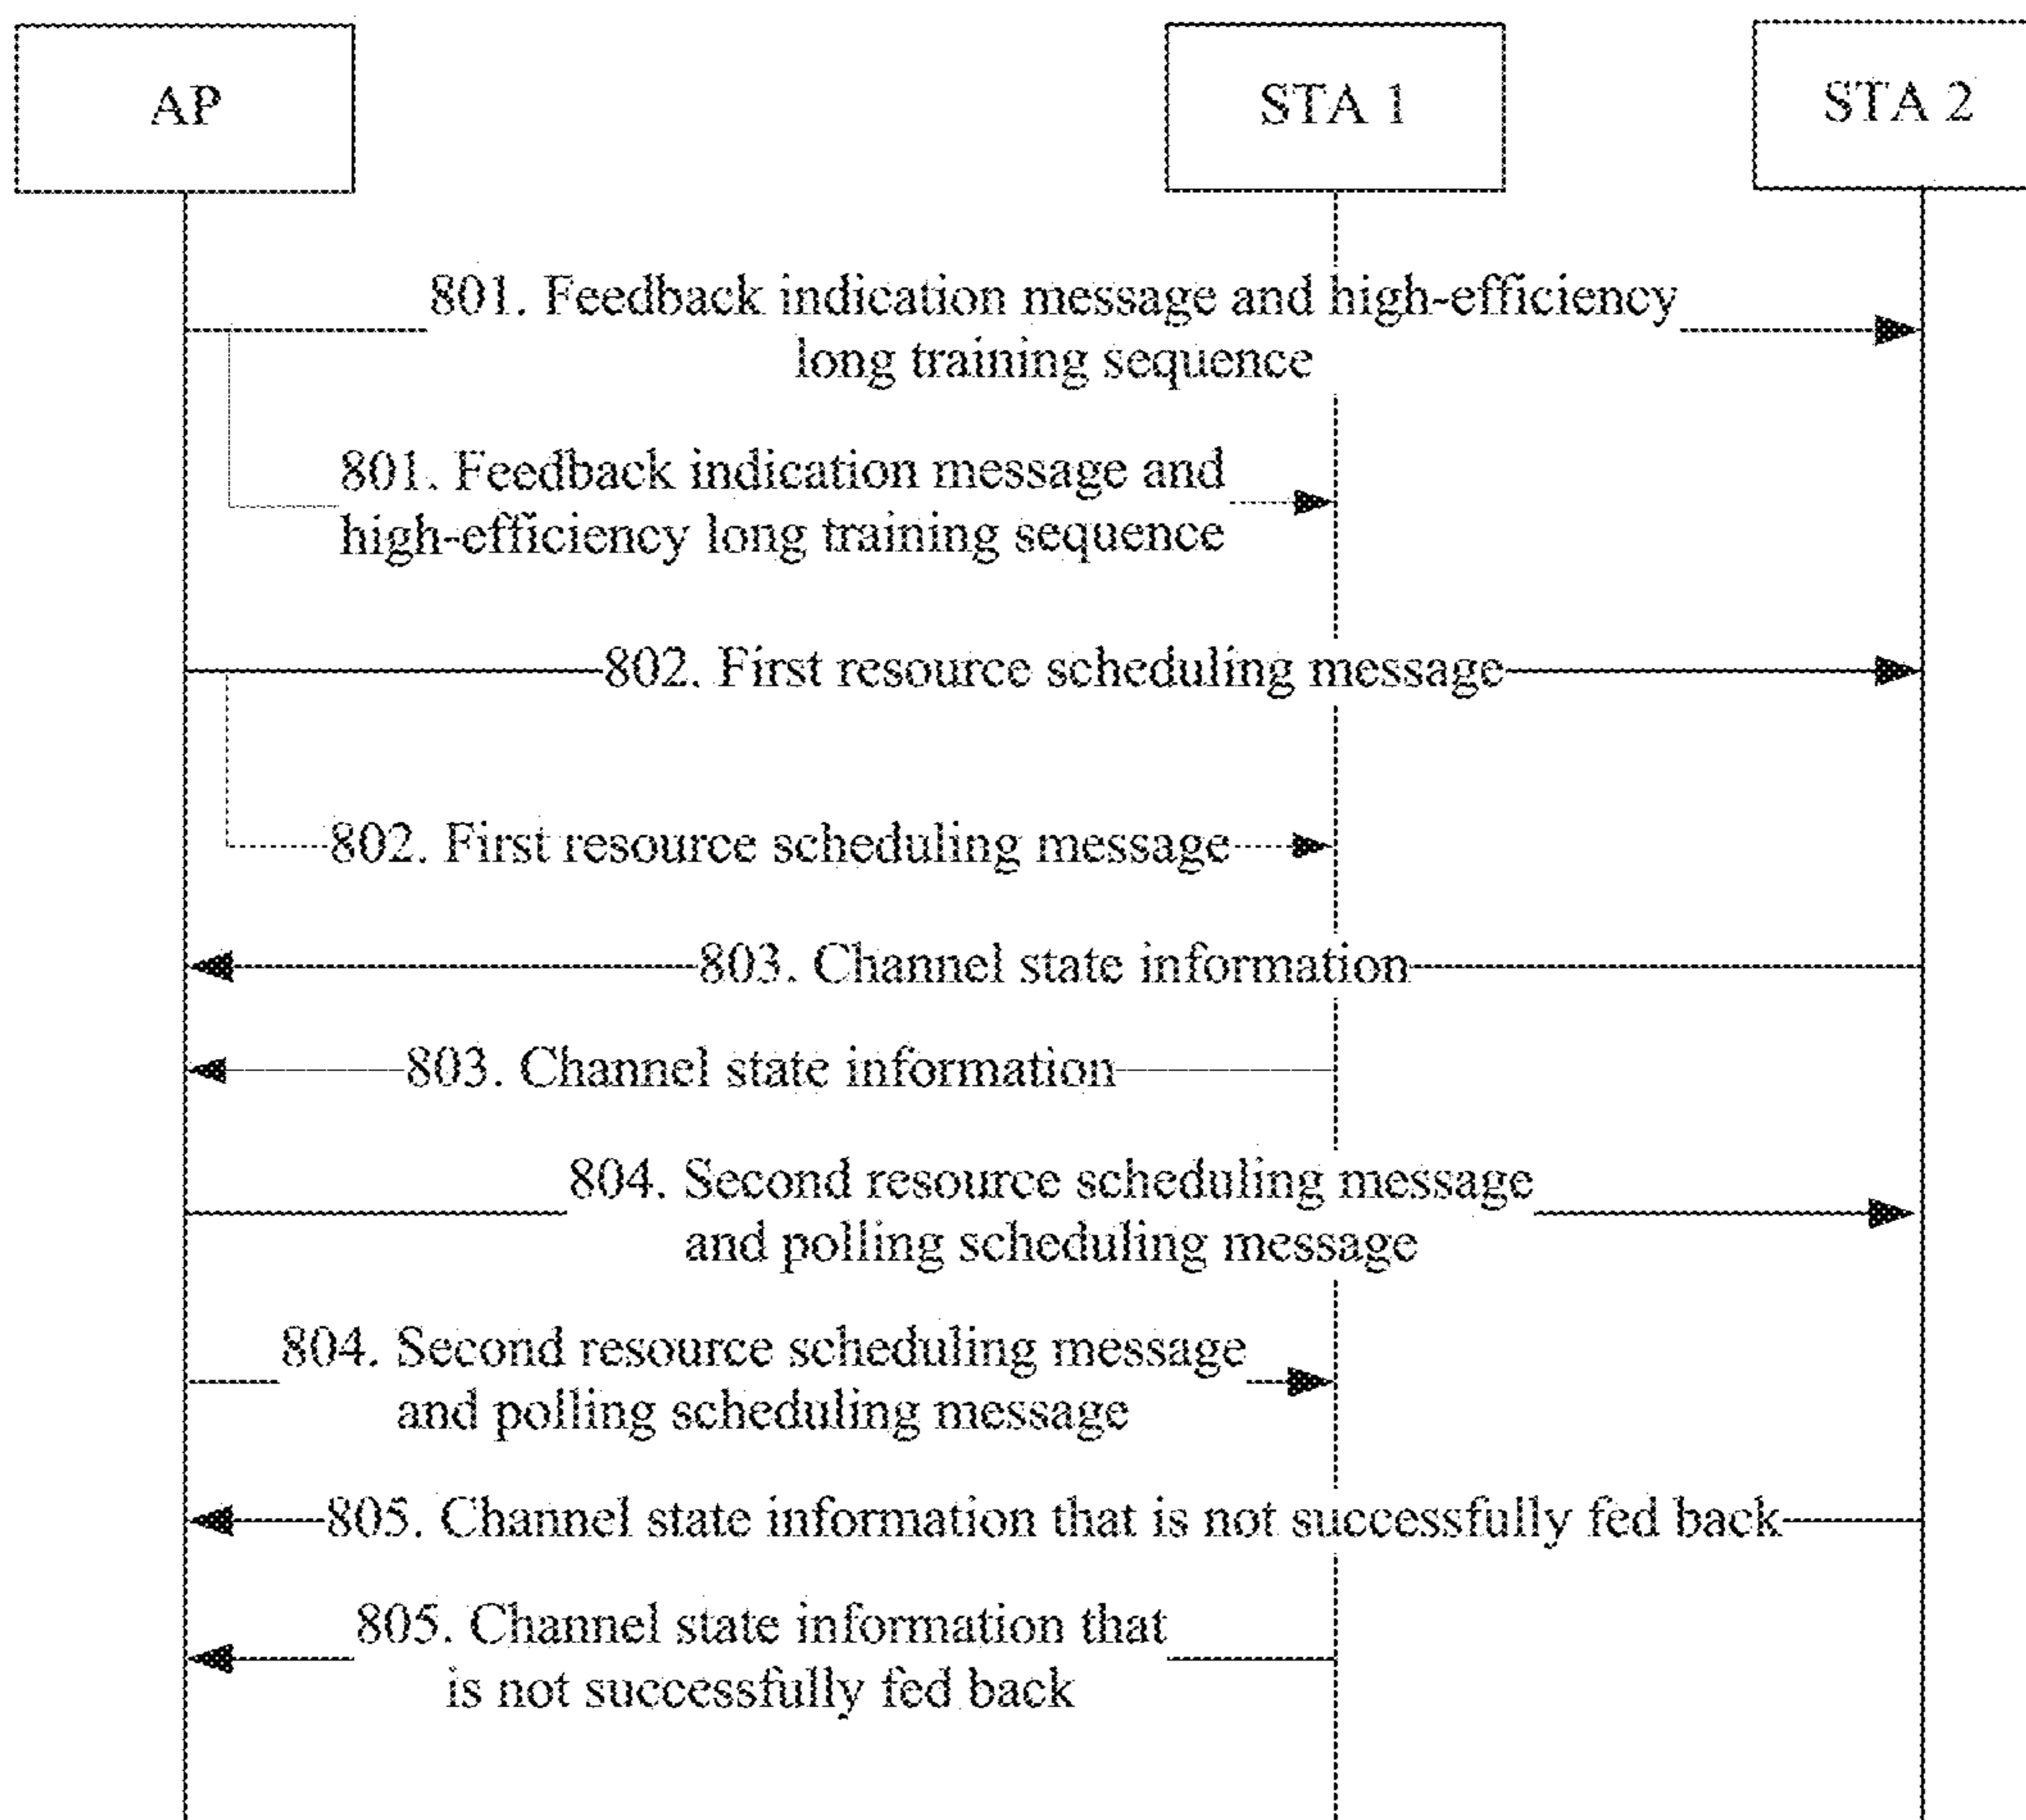 AP
STA 1
STA 2
801. Feedback indication message and high-efficiency
long training sequence
801. Feedback indication message and
high-efficiency long training sequence
802. First resource scheduling message
802. First resource scheduling message
803. Channel state information
803. Channel state information
804. Second resource scheduling message
and polling scheduling message
804. Second resource scheduling message
and polling scheduling message
805. Channel state information that is not successfully fed back
805. Channel state information that
is not successfully fed back